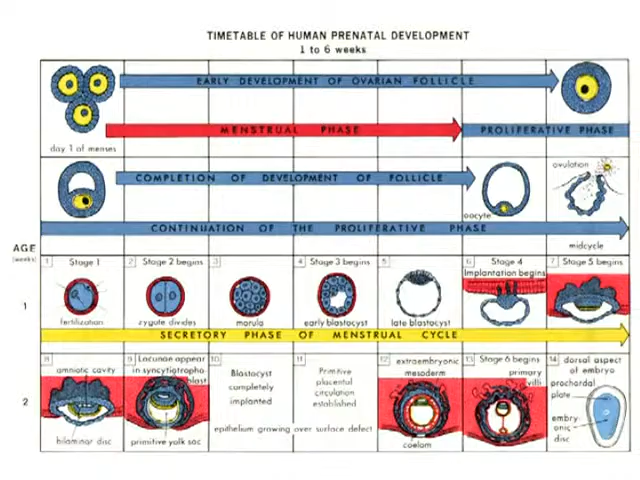 TIMETABLE OF HUMAN PRENATAL DEVELOPMENT
1 to 6 weeks
EARLY DEVELOPMENT OF OVARIAN FOLLICLE
MENSTRUAL PHASE
PROLIFERATIVE PHASE
day 1 of menses
COMPLETION OF DEVELOPMENT OF FOLLICLE
ovulation
oocyte
CONTINUATION OF THE PROLIFERATIVE PHASE
midcycle
AGE
(weeks)
1
1 Stage 1
fertilization
2 Stage 2 begins
zygote divides
3
morula
4 Stage 3 begins
early blastocyst
5
late blastocyst
6 Stage 4
Implantation begins
7 Stage 5 begins
SECRETORY PHASE OF MENSTRUAL CYCLE
2
8
amniotic cavity
bilaminar disc
9 Lacunae appear
in syncytiotropho
blast
primitive yolk sac
10
Blastocyst
completely
implanted
11
Primitive
placental
circulation
established
epithelium growing over surface defect
12 extraembryonic
mesoderm
coelom
13 Stage 6 begins
primary
villi
14 dorsal aspect
of embryo
prochordal
plate
embry-
onic
disc